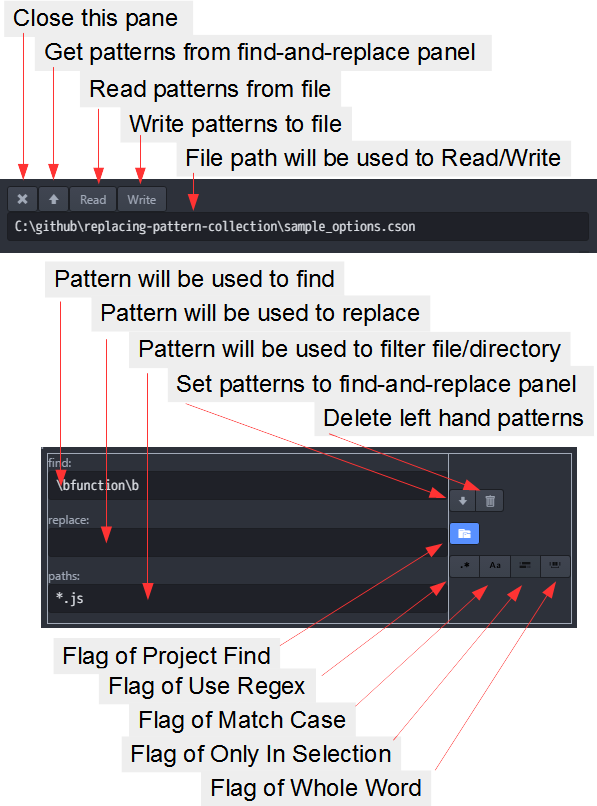 Close this pane
Get patterns from find-and-replace panel
Read patterns from file
Write patterns to file
File path will be used to Read/Write
Read Write
C:\github\replacing-pattern-collection\sample_options.cson
Pattern will be used to find
Pattern will be used to replace
Pattern will be used to filter file/directory
Set patterns to find-and-replace panel
Delete left hand patterns
find:
\bfunction\b
replace:
.* Aa
paths:
*.js
Flag of Project Find
Flag of Use Regex
Flag of Match Case
Flag of Only In Selection
Flag of Whole Word